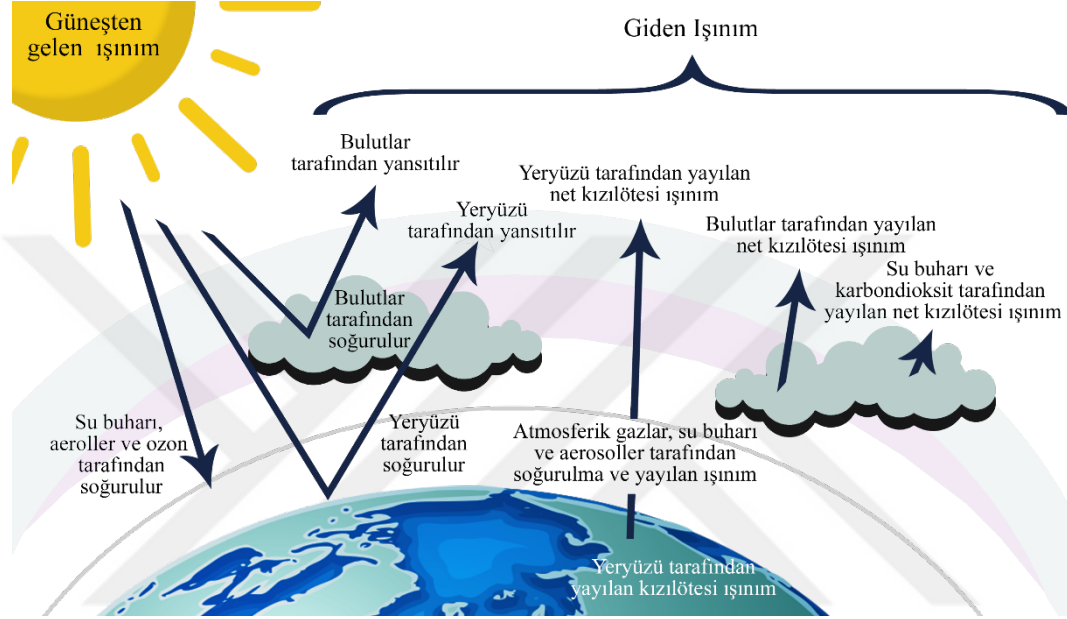 Güneşten
gelen ışınım
Giden Işınım
Bulutlar
tarafından yansıtılır
Yeryüzü
tarafından yansıtılır
Yeryüzü tarafından yayılan
net kızılötesi ışınım
Bulutlar tarafından yayılan
net kızılötesi ışınım
Su buharı ve
karbondioksit tarafından
yayılan net kızılötesi ışınım
Bulutlar
tarafından
soğurulur
Su buharı,
aeroller ve ozon
tarafından
soğurulur
Yeryüzü
tarafından
soğurulur
Atmosferik gazlar, su buharı
ve aerosoller tarafından
soğurulma ve yayılan ışınım
Yeryüzü tarafından
yayılan kızılötesi ışınım